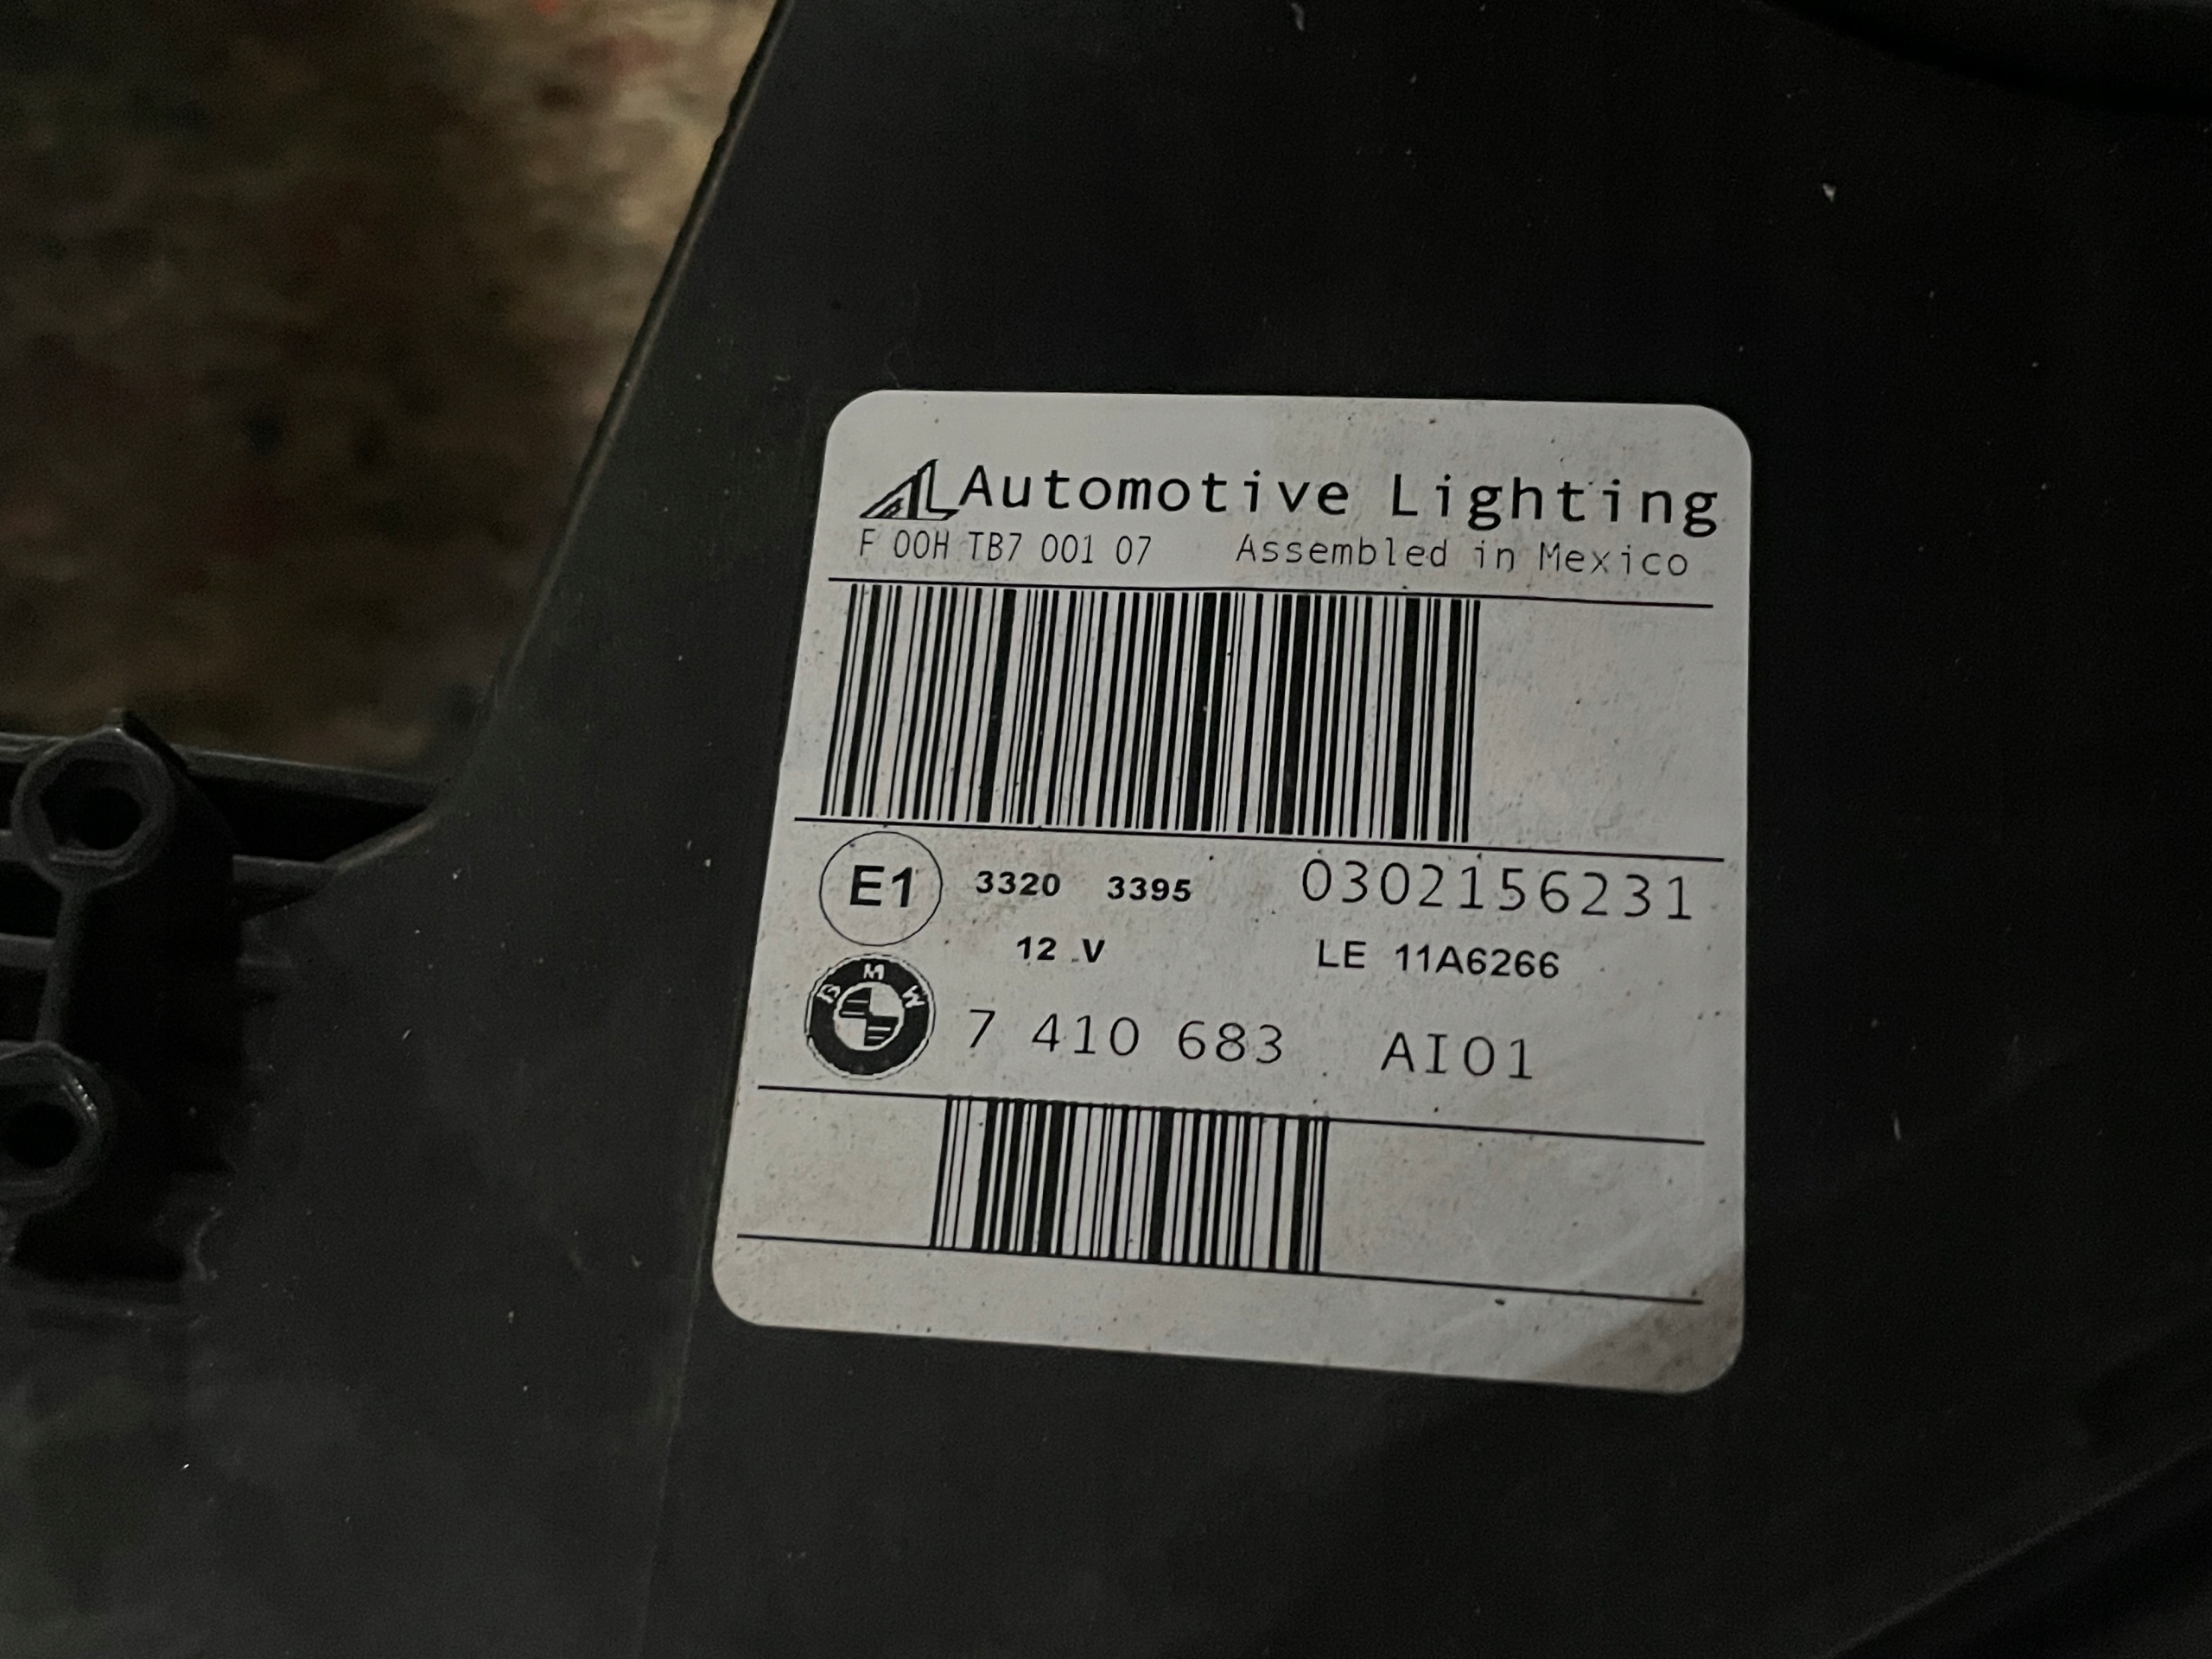 AL Automotive Lighting
F 00H TB7 001 07 Assembled in Mexico
E1 3320 3395 0302156231
12 V LE 11A6266
BMW 7 410 683 AI01